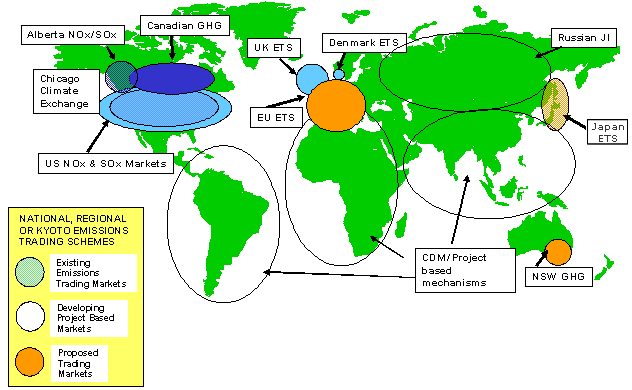 Alberta NOx/SOx
Canadian GHG
UK ETS
Denmark ETS
Russian JI
Chicago
Climate
Exchange
EU ETS
Japan
ETS
US NOx & SOx Markets
CDM/Project
based
mechanisms
NSW GHG
NATIONAL, REGIONAL
OR KYOTO EMISSIONS
TRADING SCHEMES
Existing
Emissions
Trading Markets
Developing
Project Based
Markets
Proposed
Trading
Markets